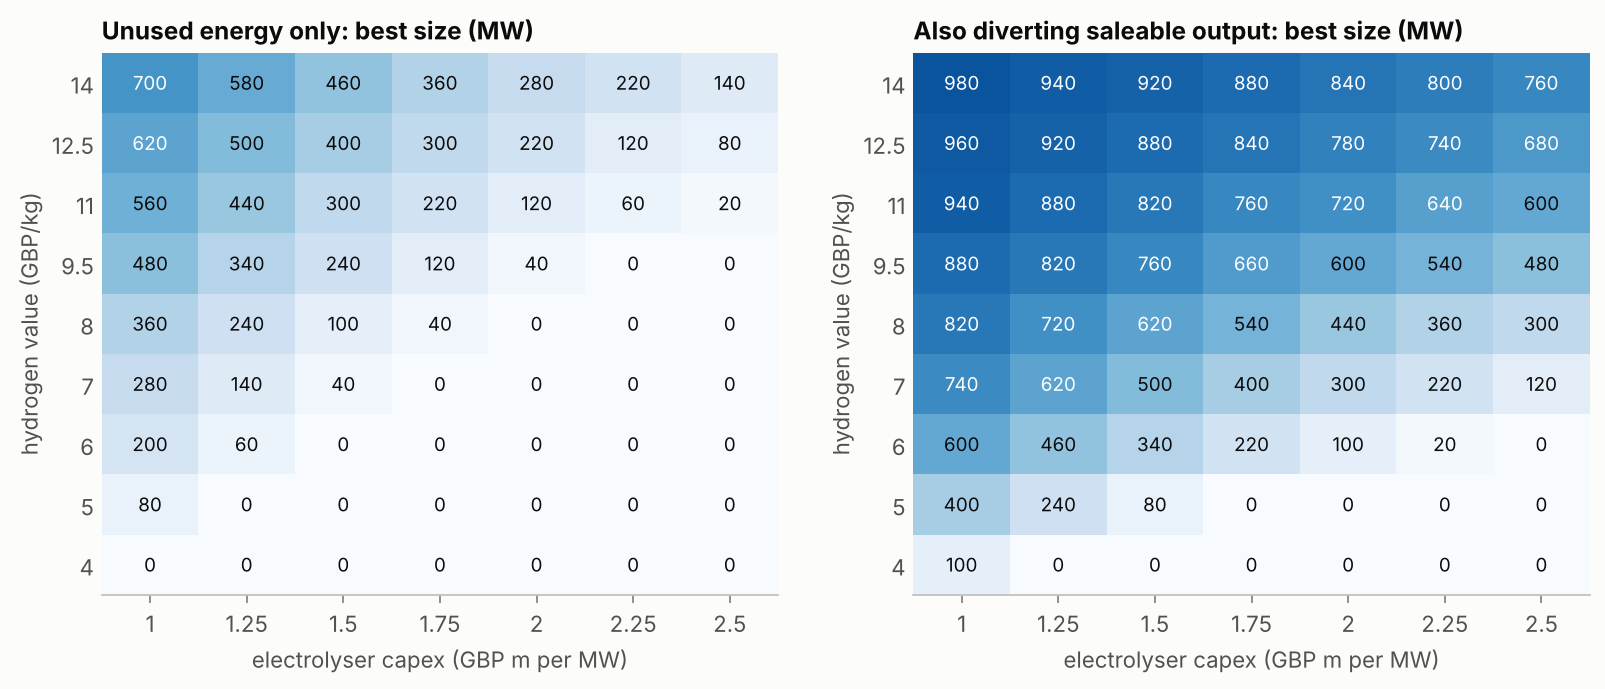 Unused energy only: best size (MW)
hydrogen value (GBP/kg)
14 700 580 460 360 280 220 140
12.5 620 500 400 300 220 120 80
11 560 440 300 220 120 60 20
9.5 480 340 240 120 40 0 0
8 360 240 100 40 0 0 0
7 280 140 40 0 0 0 0
6 200 60 0 0 0 0 0
5 80 0 0 0 0 0 0
4 0 0 0 0 0 0 0
1 1.25 1.5 1.75 2 2.25 2.5
electrolyser capex (GBP m per MW)
Also diverting saleable output: best size (MW)
hydrogen value (GBP/kg)
14 980 940 920 880 840 800 760
12.5 960 920 880 840 780 740 680
11 940 880 820 760 720 640 600
9.5 880 820 760 660 600 540 480
8 820 720 620 540 440 360 300
7 740 620 500 400 300 220 120
6 600 460 340 220 100 20 0
5 400 240 80 0 0 0 0
4 100 0 0 0 0 0 0
1 1.25 1.5 1.75 2 2.25 2.5
electrolyser capex (GBP m per MW)